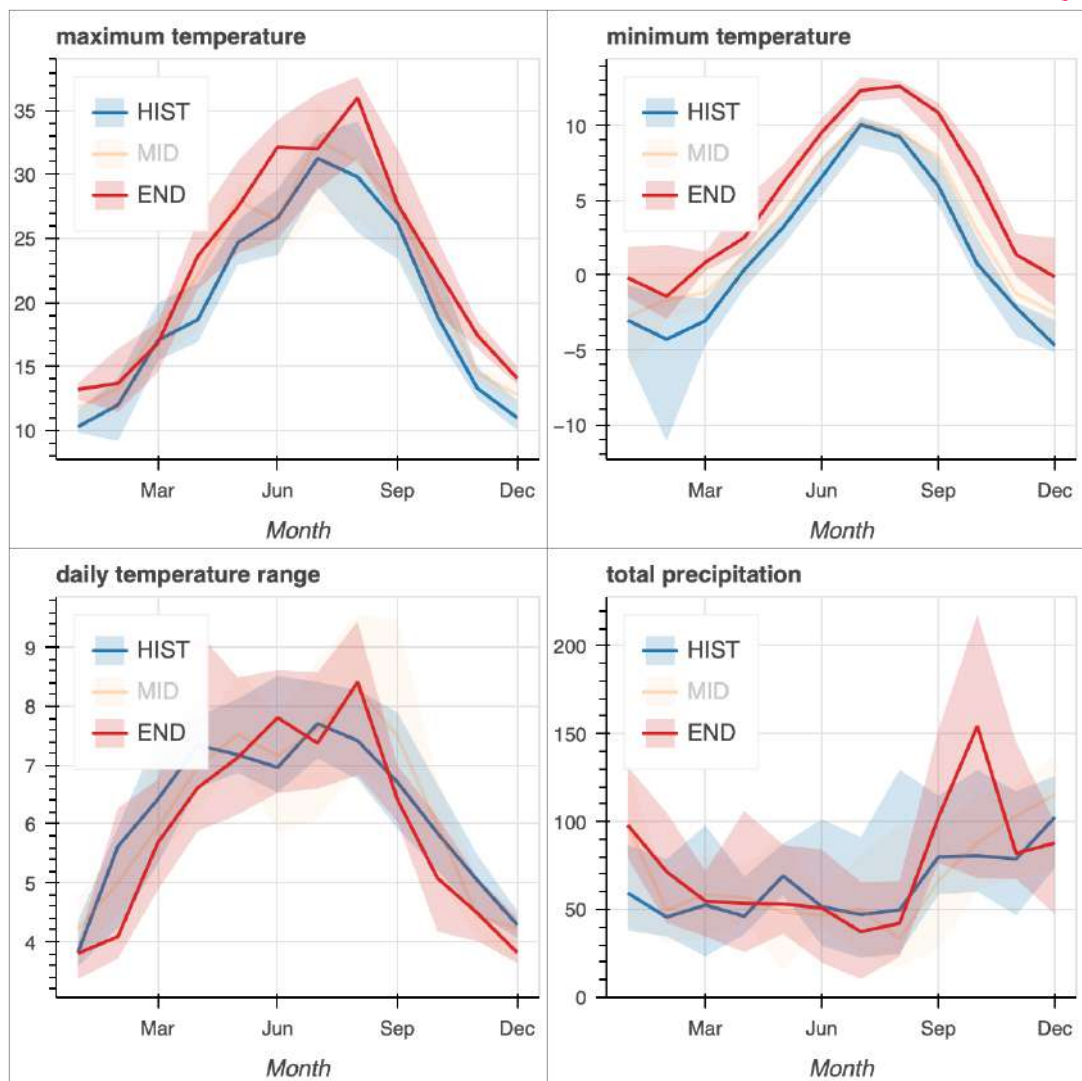 maximum temperature
HIST
MID
END
35
30
25
20
15
10
Mar
Jun
Sep
Dec
Month
minimum temperature
HIST
MID
END
10
5
0
−5
−10
Mar
Jun
Sep
Dec
Month
daily temperature range
HIST
MID
END
9
8
7
6
5
4
Mar
Jun
Sep
Dec
Month
total precipitation
HIST
MID
END
200
150
100
50
0
Mar
Jun
Sep
Dec
Month